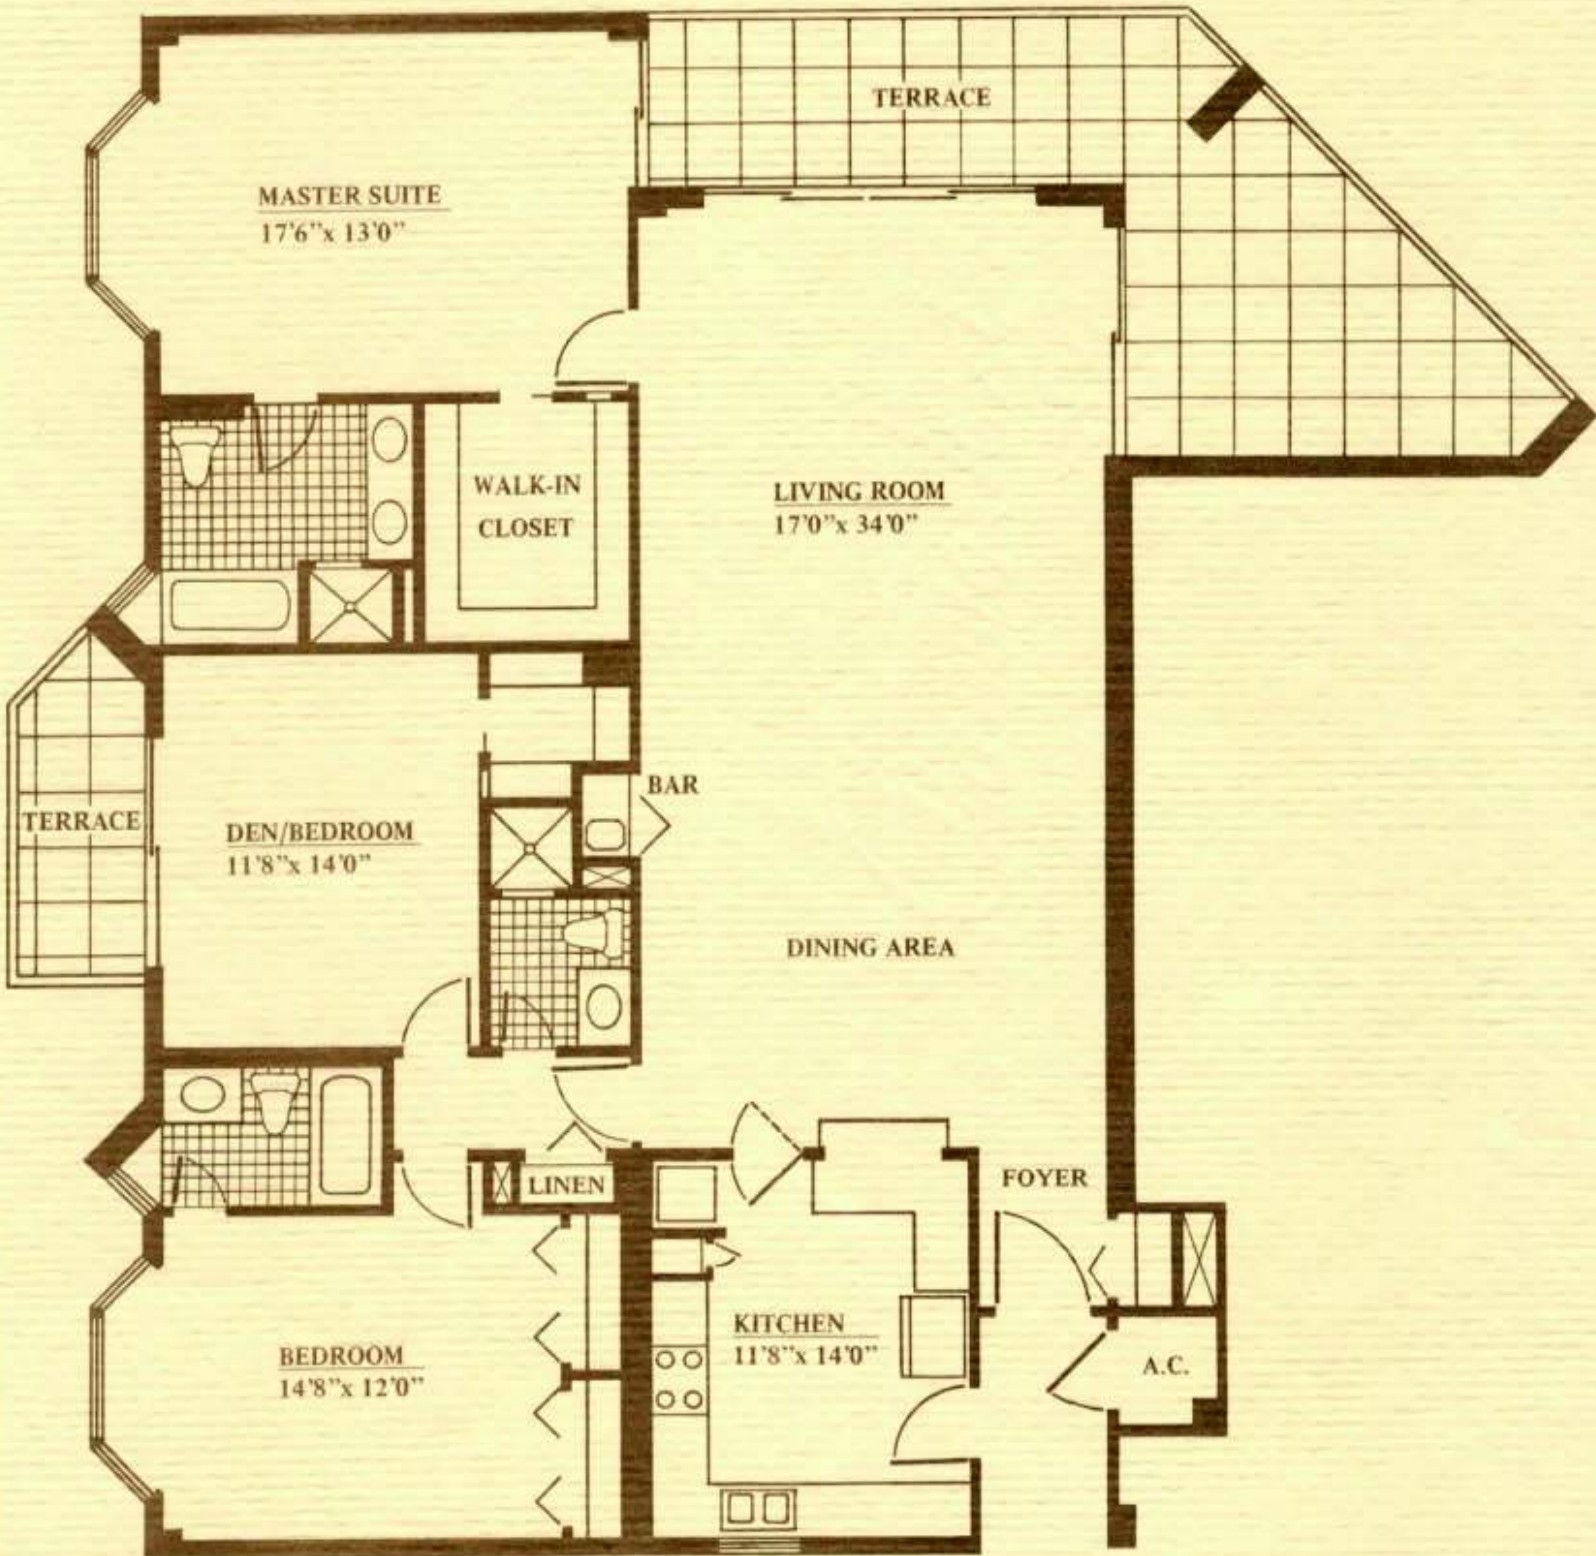 TERRACE
MASTER SUITE
17'6"x 13'0"
WALK-IN
CLOSET
LIVING ROOM
17'0"x 34'0"
BAR
TERRACE
DEN/BEDROOM
11'8"x 14'0"
DINING AREA
LINEN
FOYER
KITCHEN
11'8"x 14'0"
BEDROOM
14'8"x 12'0"
A.C.